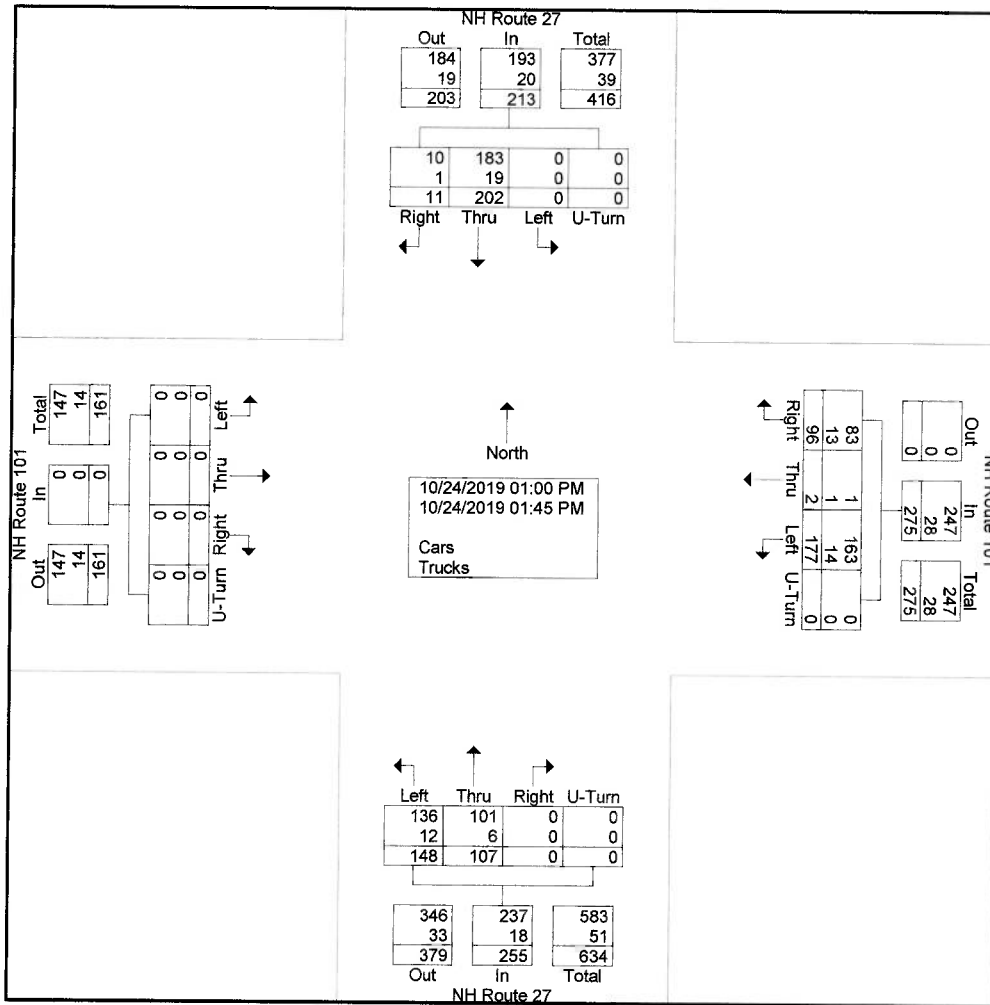 NH Route 27
Out In Total
184 193 377
19 20 39
203 213 416
10 183 0 0
1 19 0 0
11 202 0 0
Right Thru Left U-Turn
NH Route 101
Total In Out
147 0 147
14 0 14
161 0 161
Left Thru Right U-Turn
0 0 0 0
0 0 0 0
0 0 0 0
North
10/24/2019 01:00 PM
10/24/2019 01:45 PM
Cars
Trucks
Right Thru Left U-Turn
83 1 163 0
13 1 14 0
96 2 177 0
Out In Total
0 247 247
0 28 28
0 275 275
NH Route 101
Left Thru Right U-Turn
136 101 0 0
12 6 0 0
148 107 0 0
346 237 583
33 18 51
379 255 634
Out In Total
NH Route 27